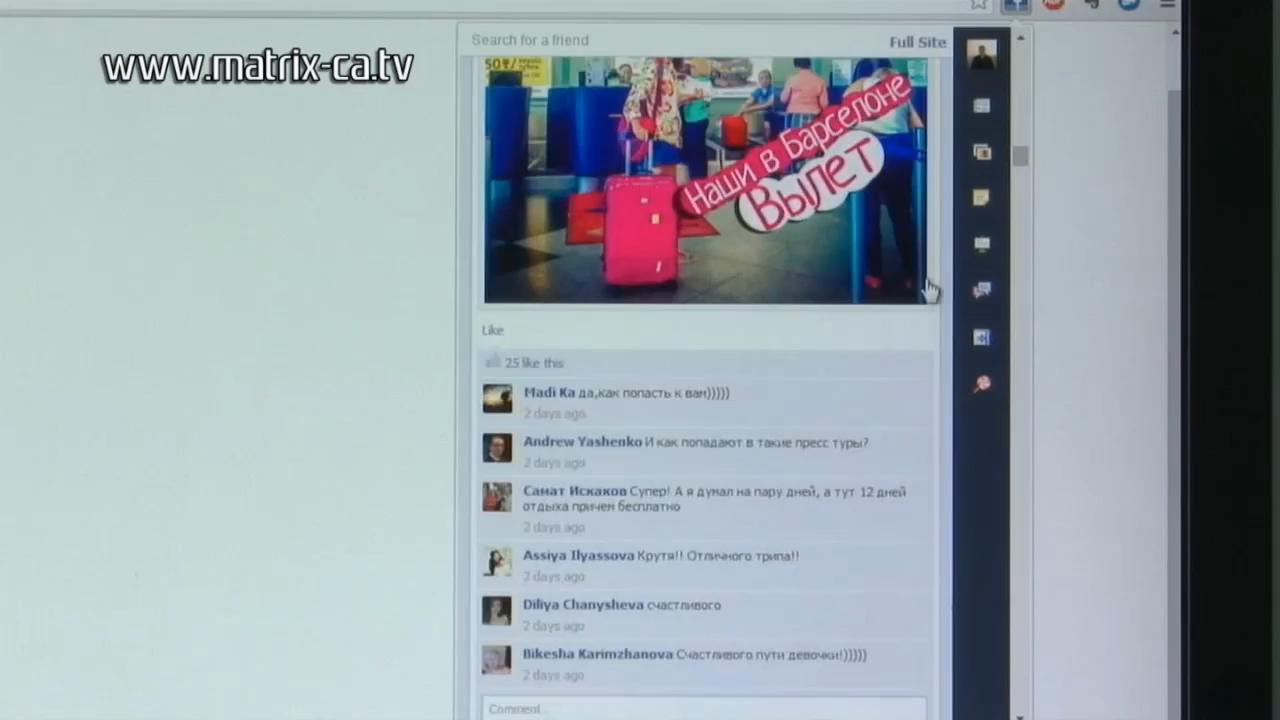 www.matrix-ca.tv
Search for a friend
Full Site
50₸/
Наши в Барселоне
Вылет
Like
25 like this
Madi Ka да,как попасть к вам)))))
2 days ago
Andrew Yashenko И как попадают в такие пресс туры?
2 days ago
Самат Искаков Супер! А я думал на пару дней, а тут 12 дней
отдыха причем бесплатно
2 days ago
Assiya Ilyassova Крутя!! Отличного трипа!!
2 days ago
Diliya Chanysheva счастливого
2 days ago
Bikesha Karimzhanova Счастливого пути девочки!)))))
2 days ago
Comment...